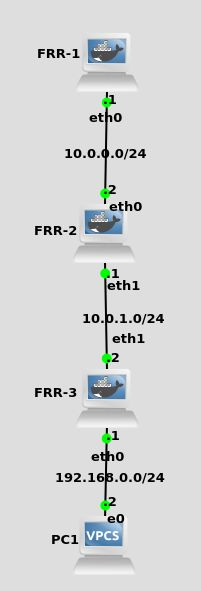 FRR-1
.1
eth0
10.0.0.0/24
.2
eth0
FRR-2
.1
eth1
10.0.1.0/24
eth1
.2
FRR-3
.1
eth0
192.168.0.0/24
.2
e0
PC1
VPCS